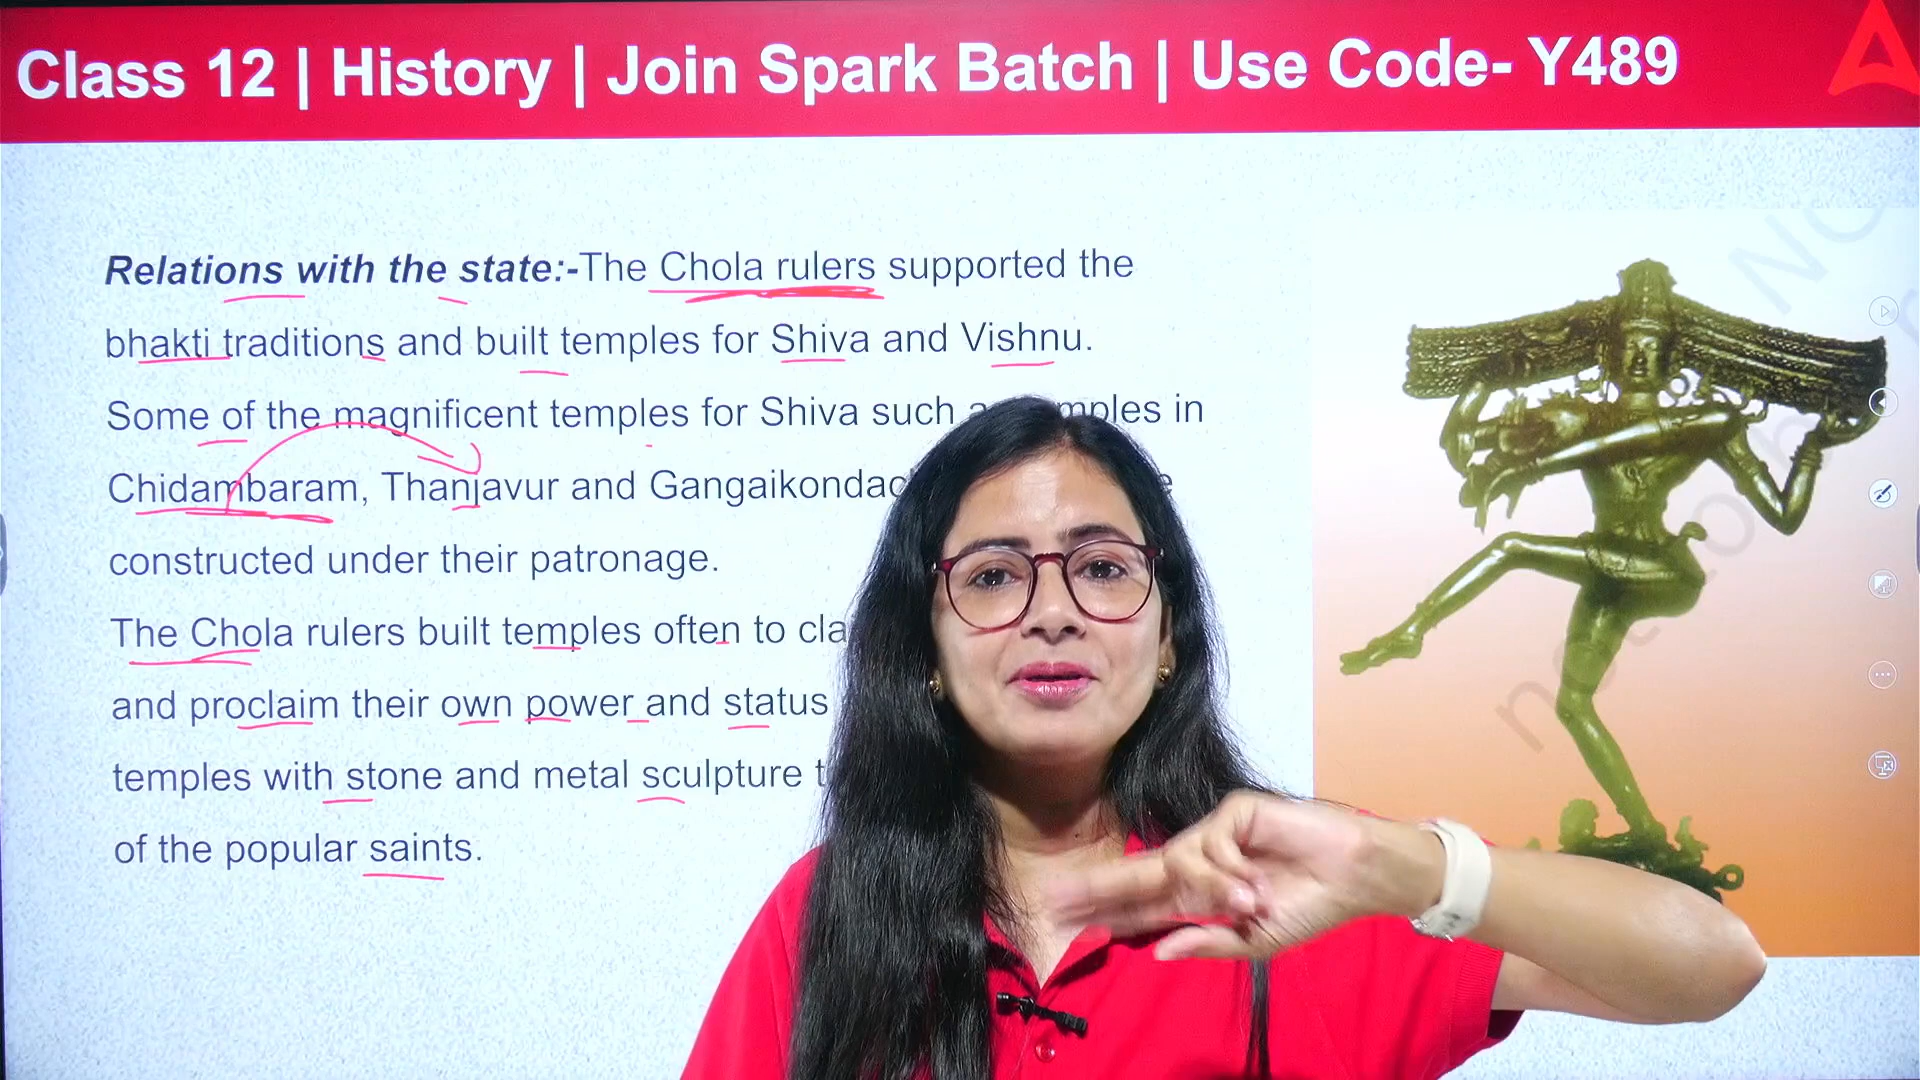 Class 12 | History | Join Spark Batch | Use Code- Y489
Relations with the state:-The Chola rulers supported the
bhakti traditions and built temples for Shiva and Vishnu.
Some of the magnificent temples for Shiva such in
Chidambaram, Thanjavur and
constructed under their patronage.
The Chola rulers built temples often to
and proclaim their own power and status
temples with stone and metal sculpture
of the popular saints.